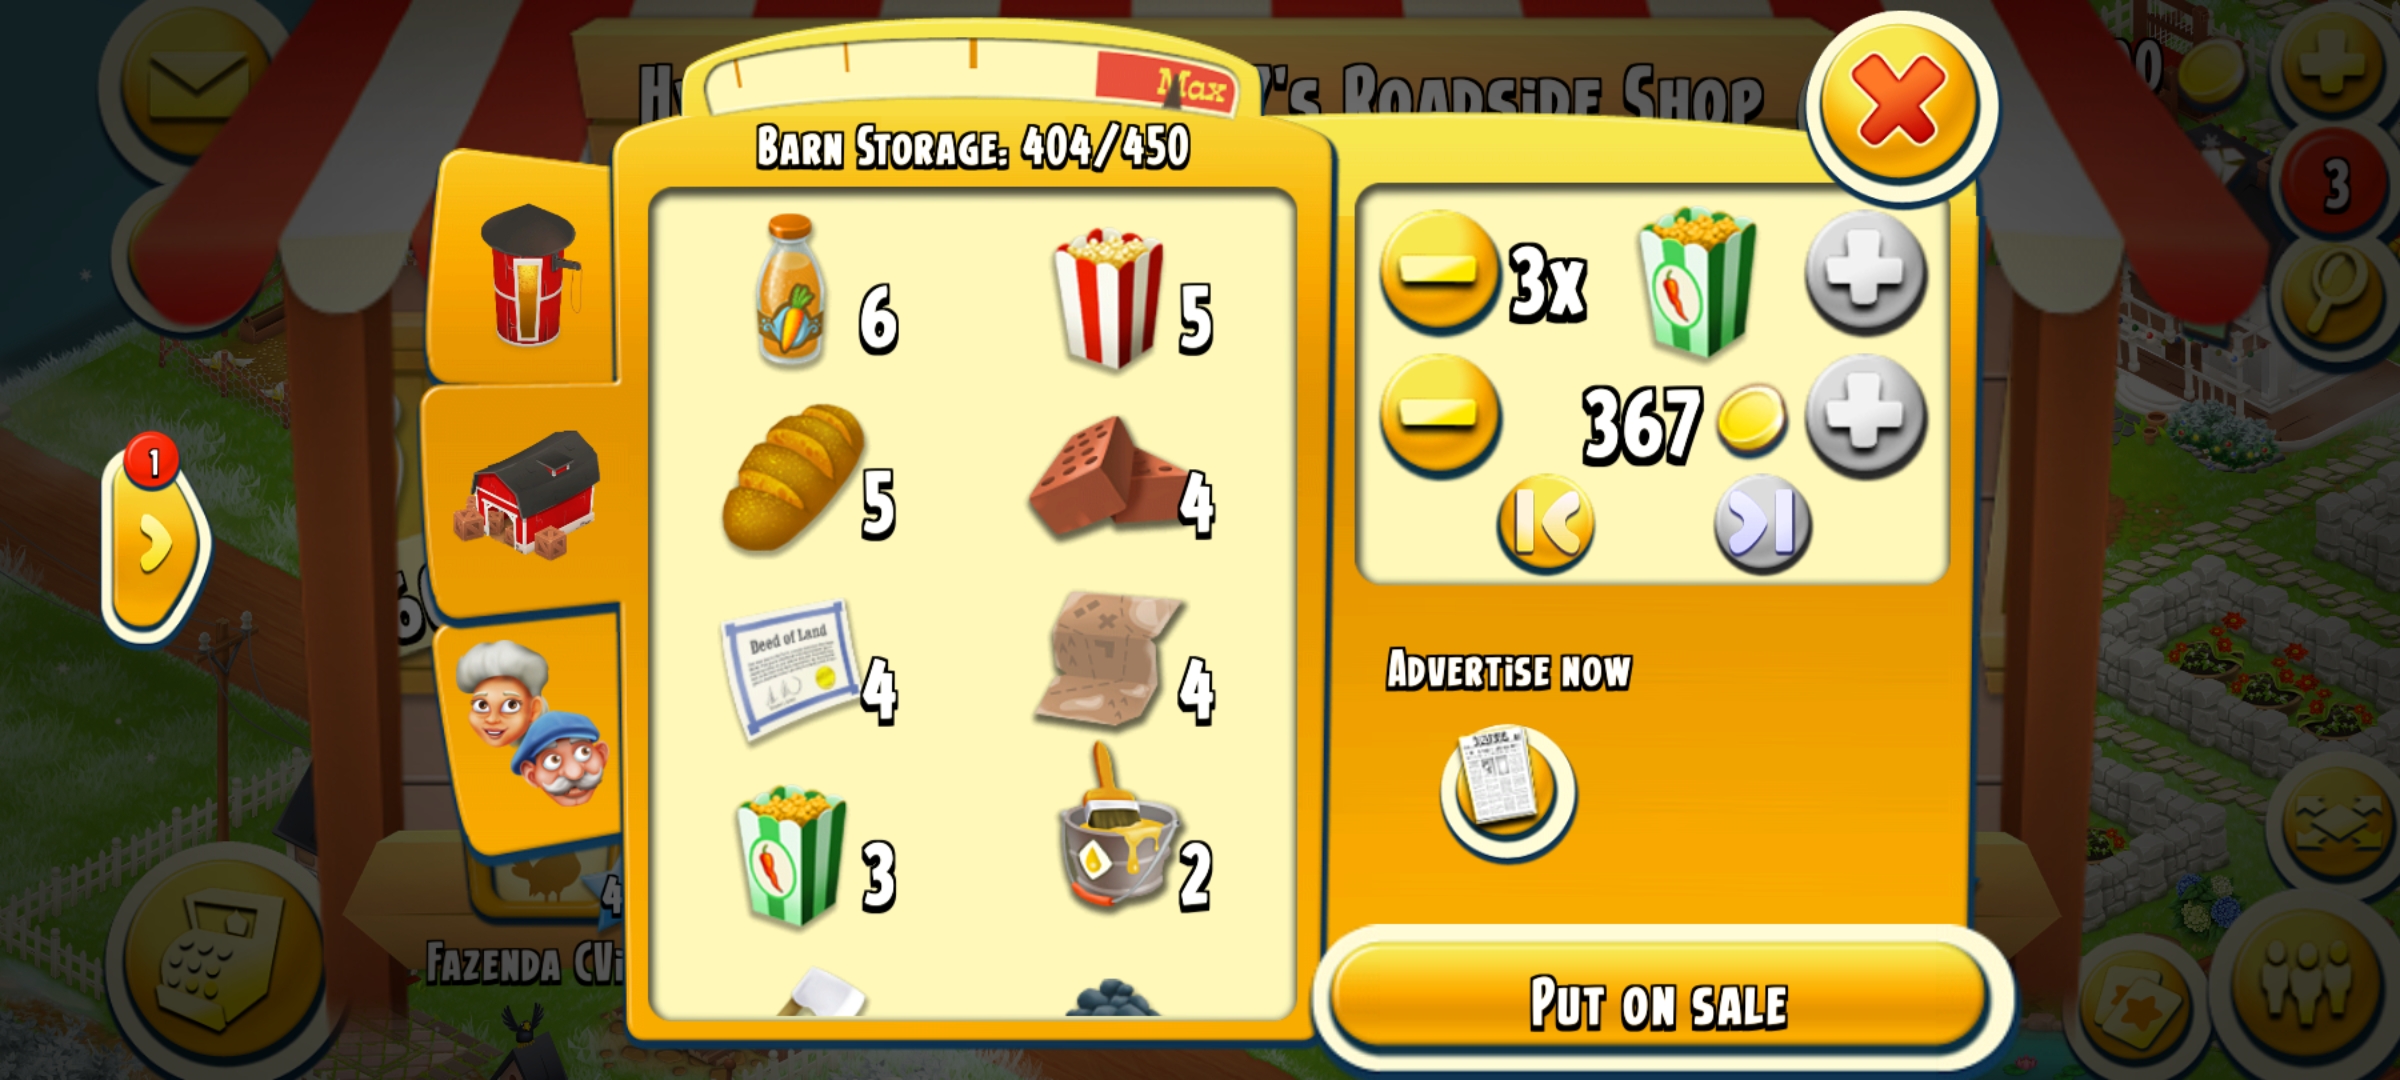 Max
'S ROADSIDE SHOP
BARN STORAGE: 404/450
3
6
5
3x
1
367
5
4
Deed of Land
4
4
ADVERTISE NOW
3
2
4
FAZENDA
PUT ON SALE